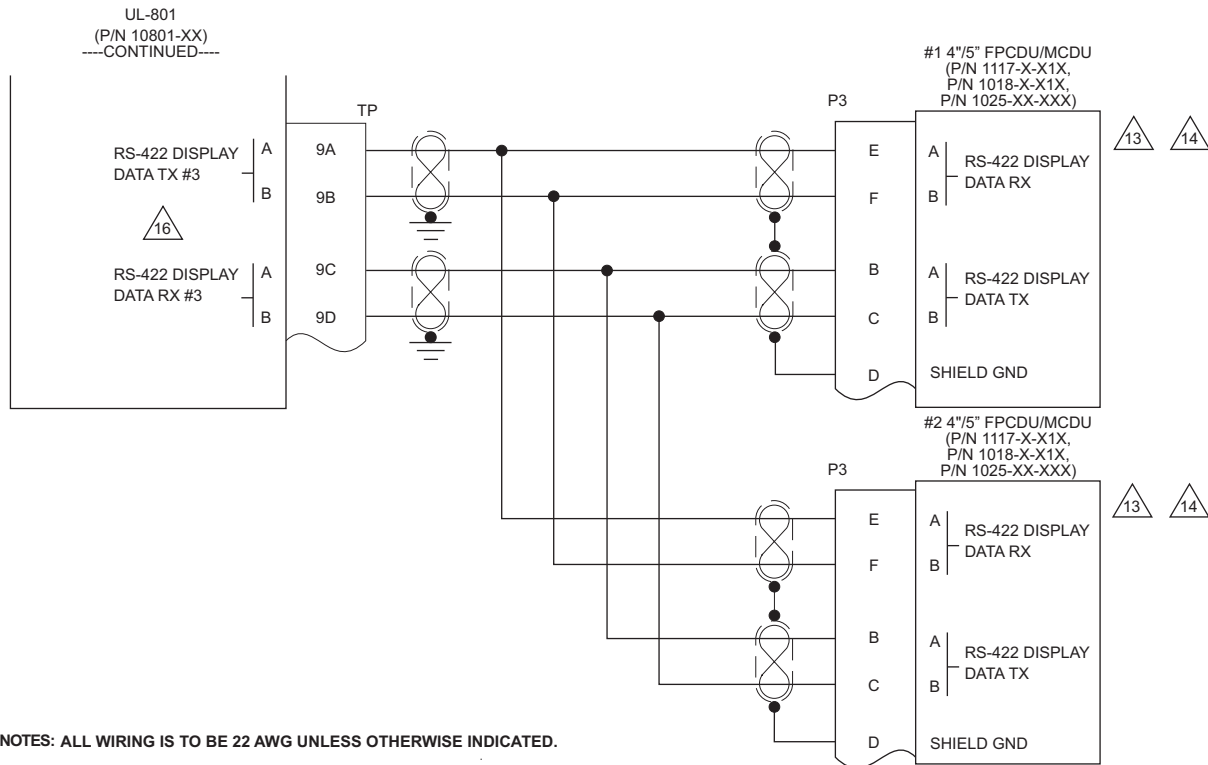 UL-801
(P/N 10801-XX)
----CONTINUED----
TP
RS-422 DISPLAY
DATA TX #3
A
B
9A
9B
16
RS-422 DISPLAY
DATA RX #3
A
B
9C
9D
#1 4"/5" FPCDU/MCDU
(P/N 1117-X-X1X,
P/N 1018-X-X1X,
P/N 1025-XX-XXX)
P3
13
14
E
F
A
B
RS-422 DISPLAY
DATA RX
B
C
A
B
RS-422 DISPLAY
DATA TX
D
SHIELD GND
#2 4"/5" FPCDU/MCDU
(P/N 1117-X-X1X,
P/N 1018-X-X1X,
P/N 1025-XX-XXX)
P3
13
14
E
F
A
B
RS-422 DISPLAY
DATA RX
B
C
A
B
RS-422 DISPLAY
DATA TX
D
SHIELD GND
NOTES: ALL WIRING IS TO BE 22 AWG UNLESS OTHERWISE INDICATED.